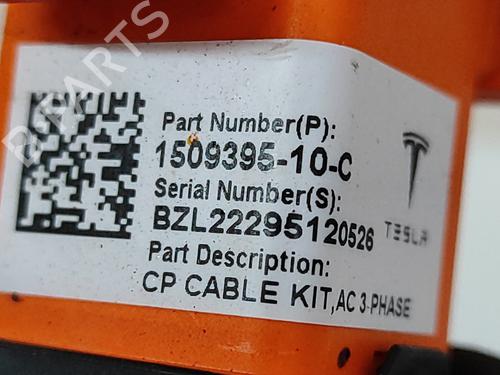 B PARTS
Part Number(P):
1509395-10-C
Serial Number(S):
BZL22295120526
TESLA
Part Description:
CP CABLE KIT, AC 3-PHASE